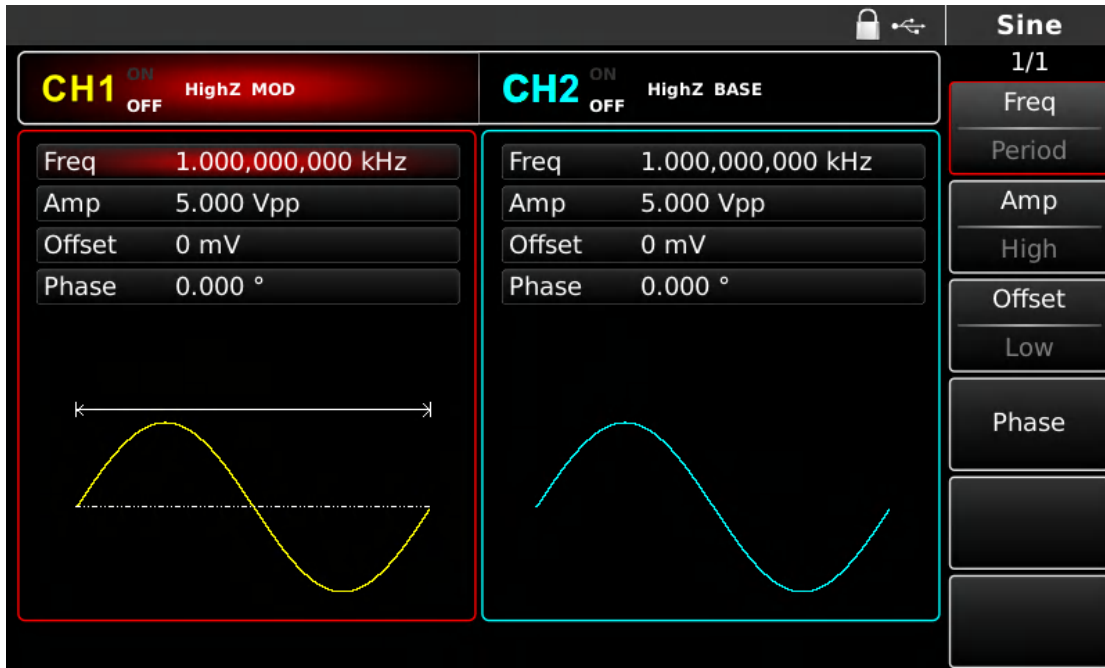 Sine
1/1
CH1 ON OFF HighZ MOD
CH2 ON OFF HighZ BASE
Freq 1.000,000,000 kHz
Amp 5.000 Vpp
Offset 0 mV
Phase 0.000 °
Freq 1.000,000,000 kHz
Amp 5.000 Vpp
Offset 0 mV
Phase 0.000 °
Freq
Period
Amp
High
Offset
Low
Phase